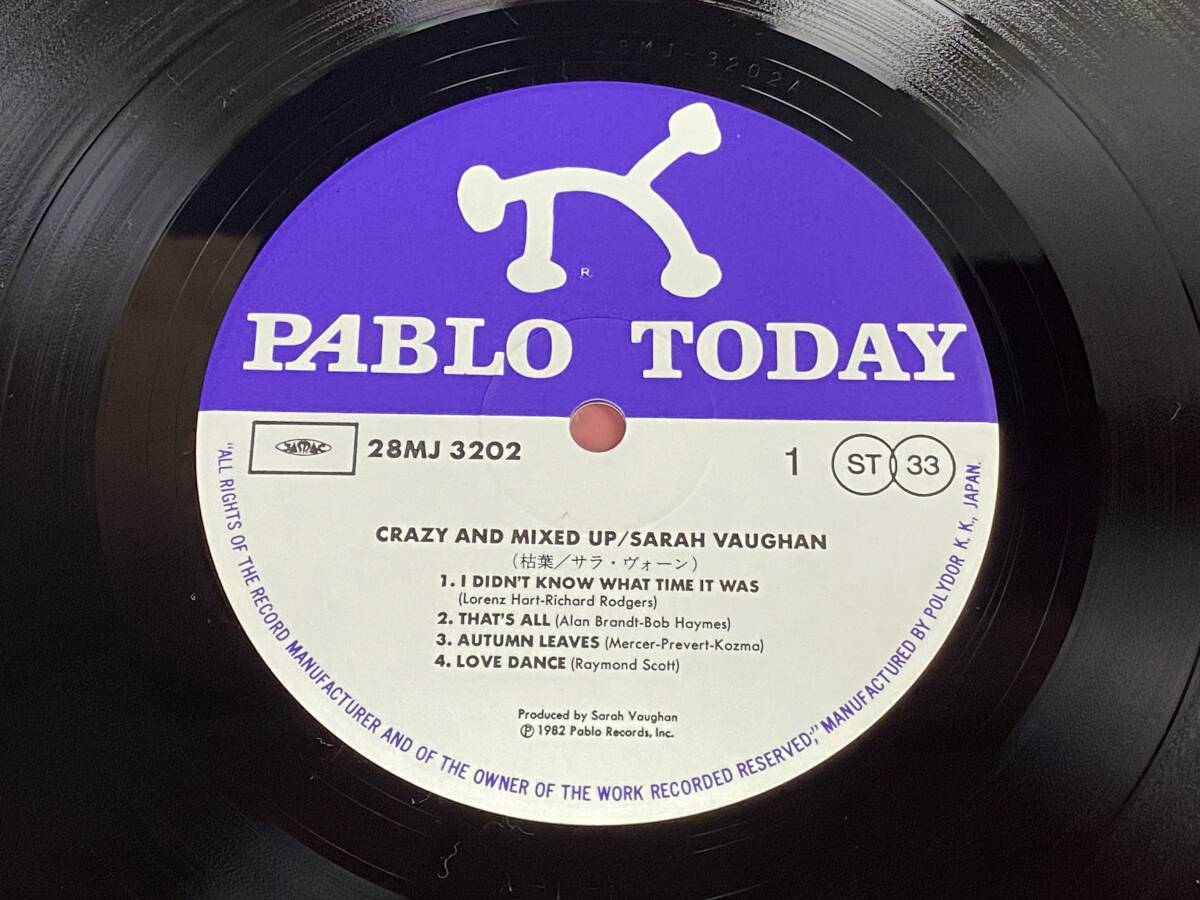 28MJ-3202A
R
PABLO TODAY
JASRAC
28MJ 3202
1
ST 33
CRAZY AND MIXED UP/SARAH VAUGHAN
(枯葉/サラ・ヴォーン)
1. I DIDN'T KNOW WHAT TIME IT WAS
(Lorenz Hart-Richard Rodgers)
2. THAT'S ALL (Alan Brandt-Bob Haymes)
3. AUTUMN LEAVES (Mercer-Prevert-Kozma)
4. LOVE DANCE (Raymond Scott)
Produced by Sarah Vaughan
℗ 1982 Pablo Records, Inc.
"ALL RIGHTS OF THE RECORD MANUFACTURER AND OF THE OWNER OF THE WORK RECORDED RESERVED;" MANUFACTURED BY POLYDOR K. K., JAPAN.